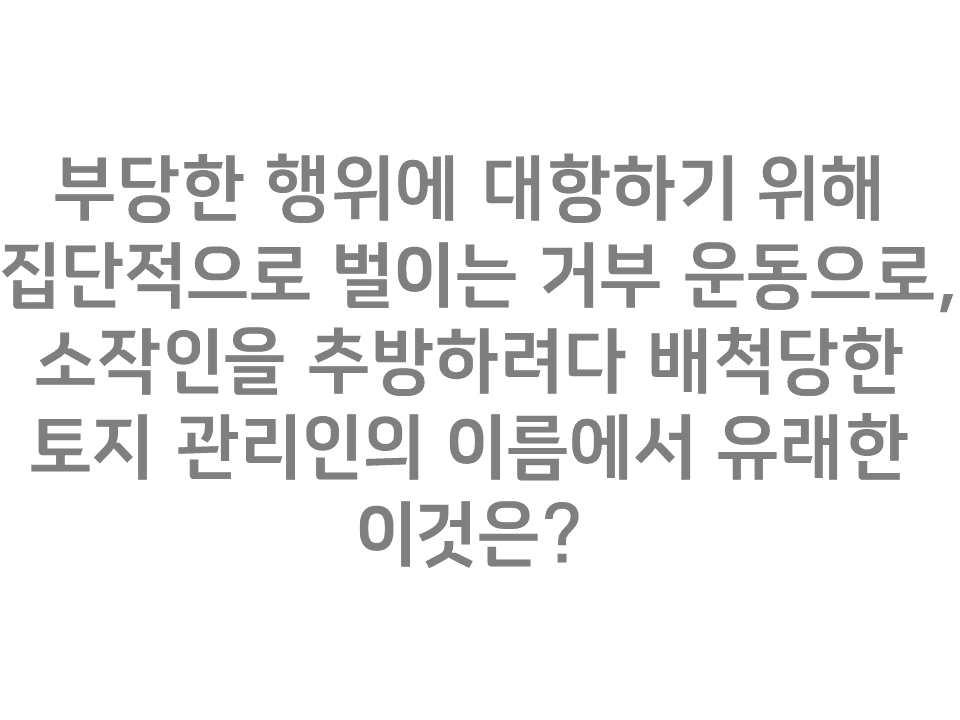 부당한 행위에 대항하기 위해
집단적으로 벌이는 거부 운동으로,
소작인을 추방하려다 배척당한
토지 관리인의 이름에서 유래한
이것은?